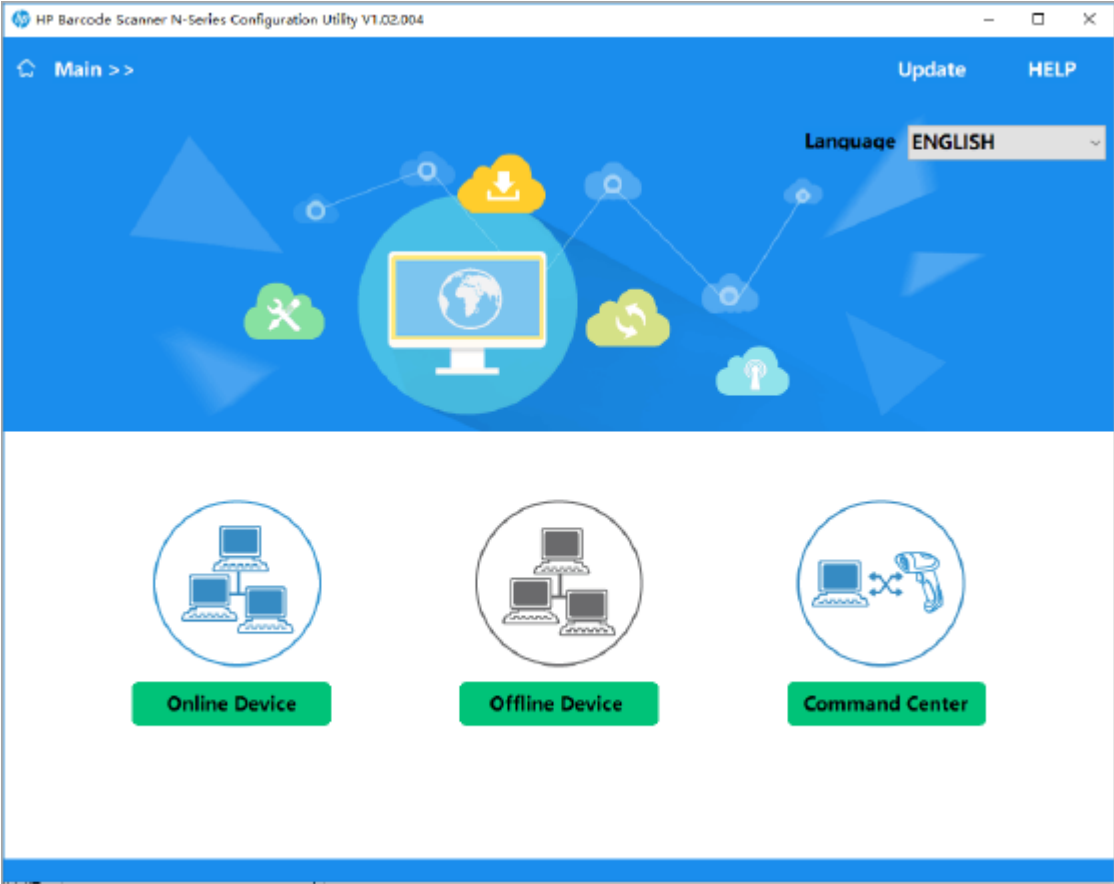 HP Barcode Scanner N-Series Configuration Utility V1.02.004
Main >>
Update
HELP
Language
ENGLISH
Online Device
Offline Device
Command Center